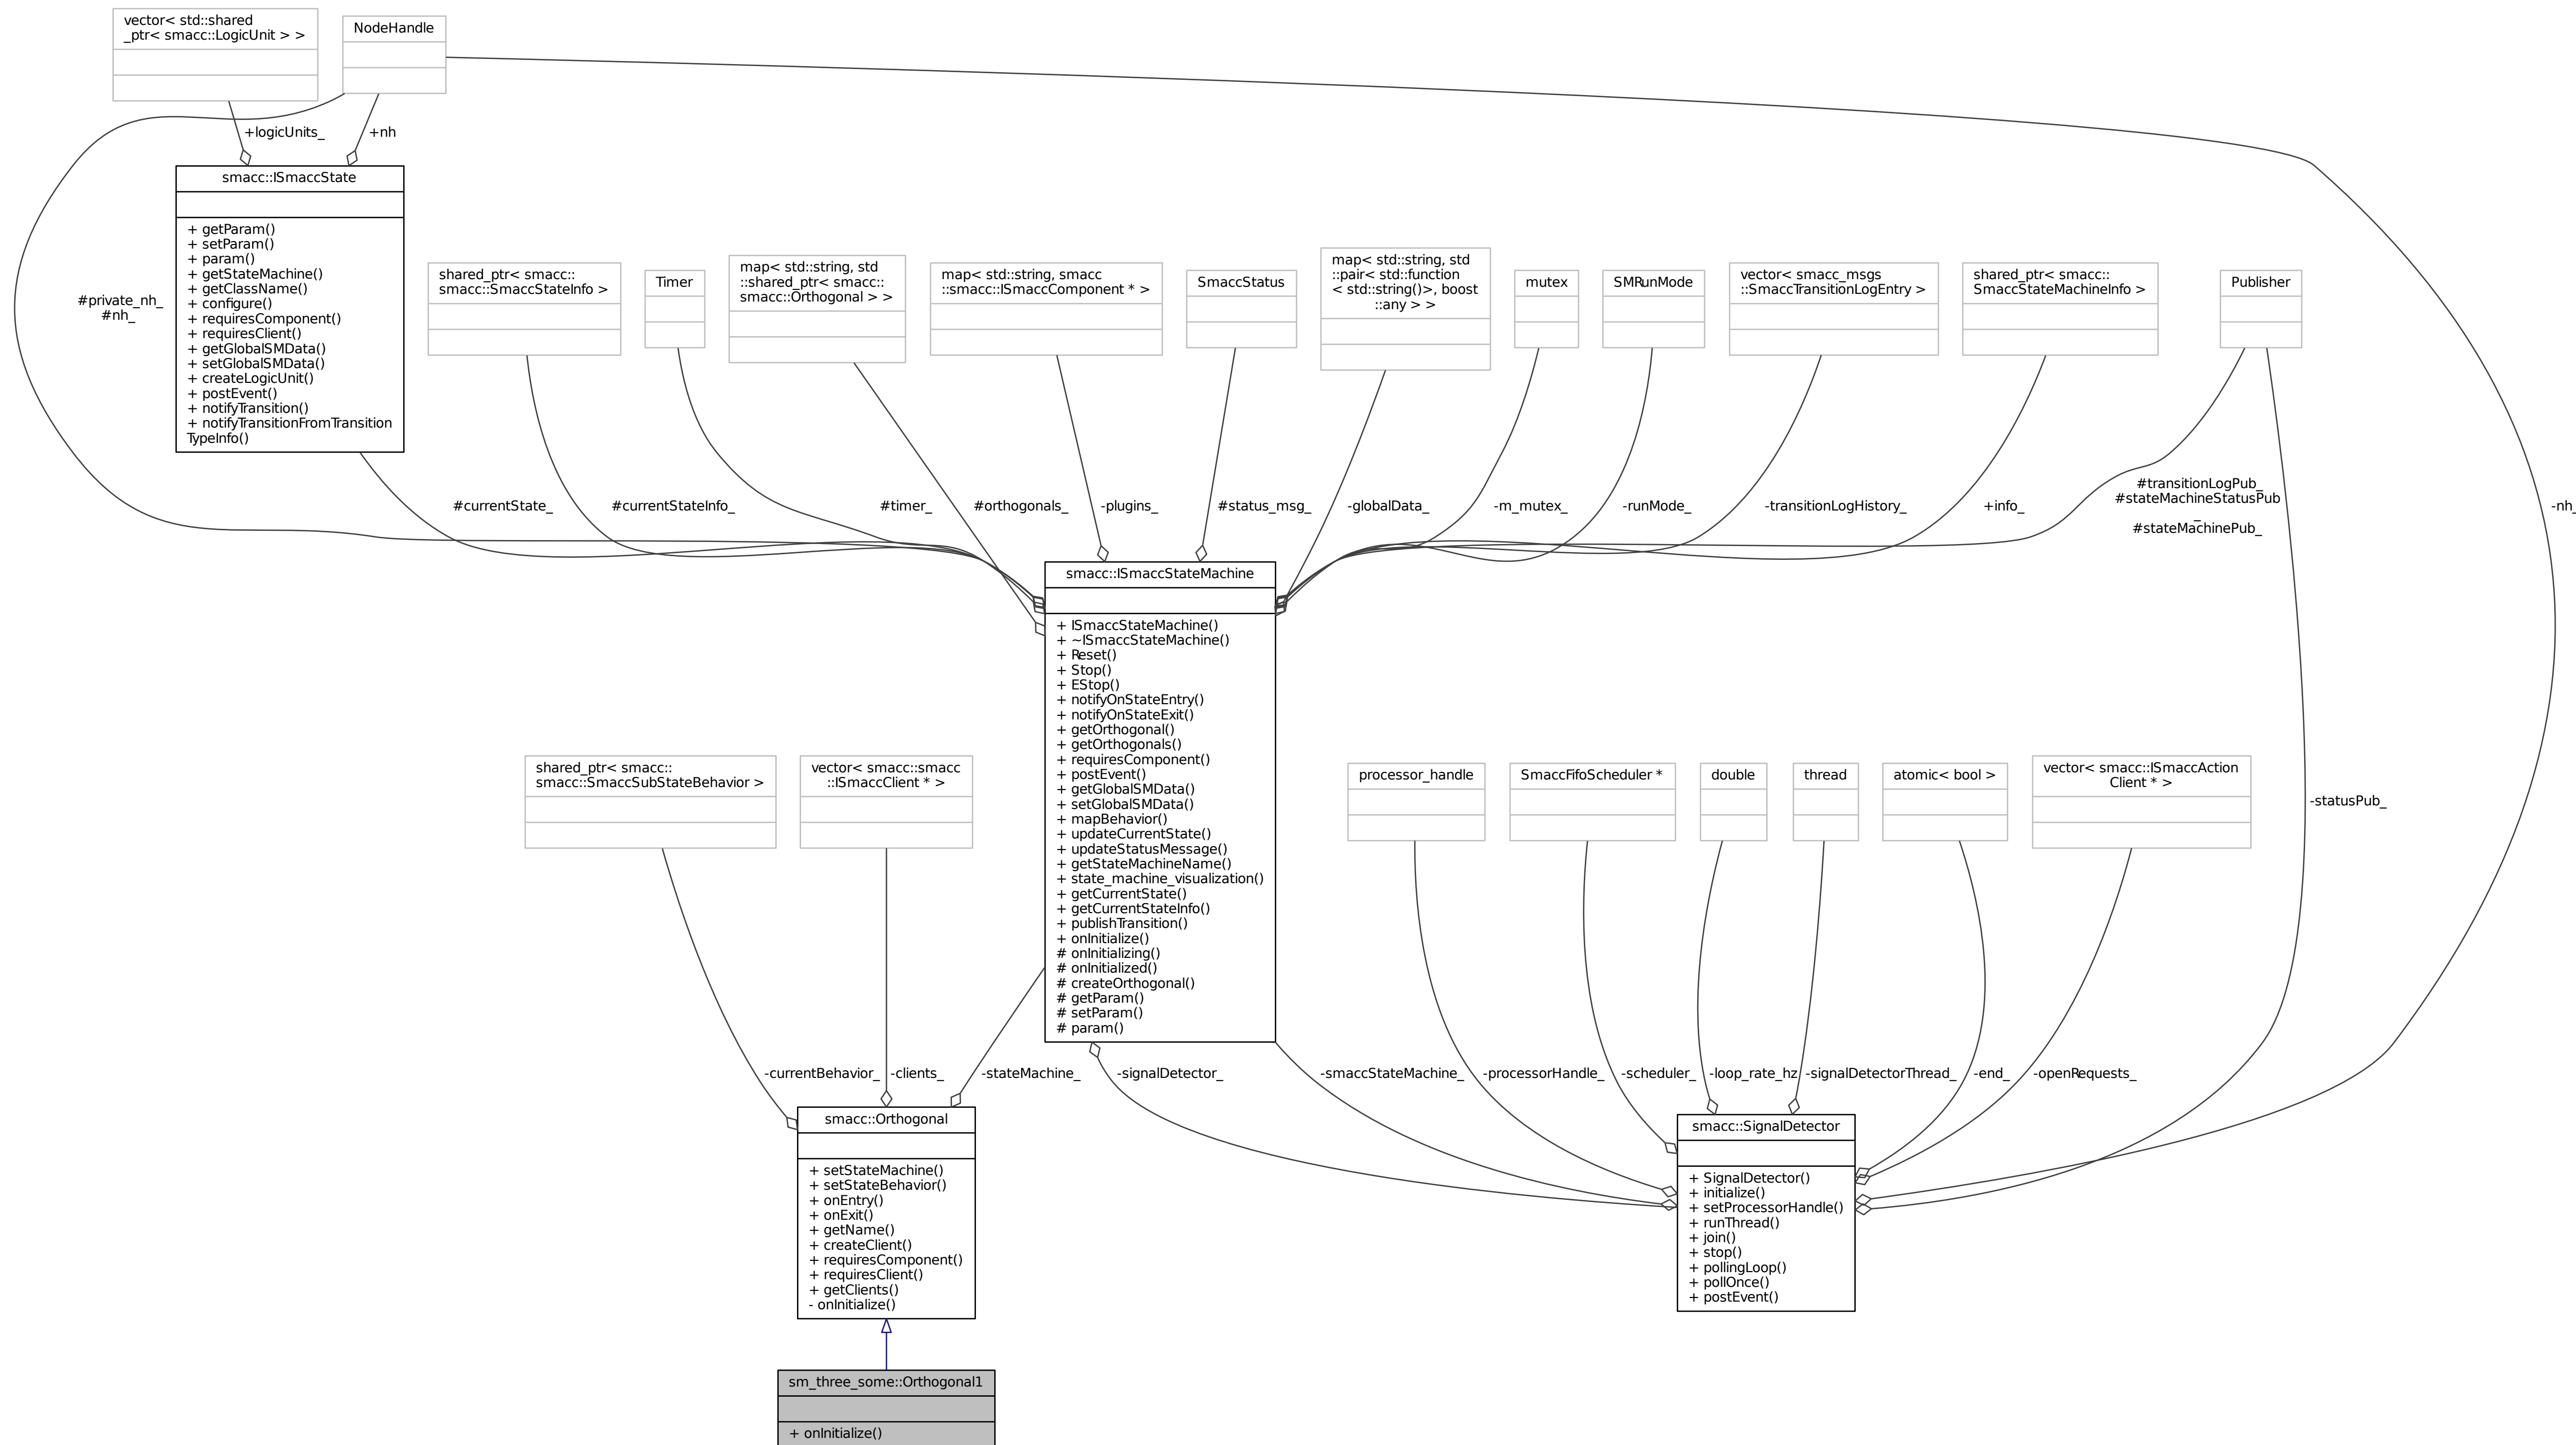 vector< std::shared
_ptr< smacc::LogicUnit > >
NodeHandle
+logicUnits_
+nh
smacc::ISmaccState
+ getParam()
+ setParam()
+ param()
+ getStateMachine()
+ getClassName()
+ configure()
+ requiresComponent()
+ requiresClient()
+ getGlobalSMData()
+ setGlobalSMData()
+ createLogicUnit()
+ postEvent()
+ notifyTransition()
+ notifyTransitionFromTransition
TypeInfo()
#private_nh_
#nh_
shared_ptr< smacc::
smacc::SmaccStateInfo >
Timer
map< std::string, std
::shared_ptr< smacc::
smacc::Orthogonal > >
map< std::string, smacc
::smacc::ISmaccComponent * >
SmaccStatus
map< std::string, std
::pair< std::function
< std::string()>, boost
::any > >
mutex
SMRunMode
vector< smacc_msgs
::SmaccTransitionLogEntry >
shared_ptr< smacc::
SmaccStateMachineInfo >
Publisher
#currentState_
#currentStateInfo_
#timer_
#orthogonals_
-plugins_
#status_msg_
-globalData_
-m_mutex_
-runMode_
-transitionLogHistory_
+info_
#transitionLogPub_
#stateMachineStatusPub
_
#stateMachinePub_
-nh_
smacc::ISmaccStateMachine
+ ISmaccStateMachine()
+ ~ISmaccStateMachine()
+ Reset()
+ Stop()
+ EStop()
+ notifyOnStateEntry()
+ notifyOnStateExit()
+ getOrthogonal()
+ getOrthogonals()
+ requiresComponent()
+ postEvent()
+ getGlobalSMData()
+ setGlobalSMData()
+ mapBehavior()
+ updateCurrentState()
+ updateStatusMessage()
+ getStateMachineName()
+ state_machine_visualization()
+ getCurrentState()
+ getCurrentStateInfo()
+ publishTransition()
+ onInitialize()
# onInitializing()
# onInitialized()
# createOrthogonal()
# getParam()
# setParam()
# param()
shared_ptr< smacc::
smacc::SmaccSubStateBehavior >
vector< smacc::smacc
::ISmaccClient * >
processor_handle
SmaccFifoScheduler *
double
thread
atomic< bool >
vector< smacc::ISmaccAction
Client * >
-statusPub_
-currentBehavior_
-clients_
-stateMachine_
-signalDetector_
-smaccStateMachine_
-processorHandle_
-scheduler_
-loop_rate_hz
-signalDetectorThread_
-end_
-openRequests_
smacc::Orthogonal
+ setStateMachine()
+ setStateBehavior()
+ onEntry()
+ onExit()
+ getName()
+ createClient()
+ requiresComponent()
+ requiresClient()
+ getClients()
- onInitialize()
smacc::SignalDetector
+ SignalDetector()
+ initialize()
+ setProcessorHandle()
+ runThread()
+ join()
+ stop()
+ pollingLoop()
+ pollOnce()
+ postEvent()
sm_three_some::Orthogonal1
+ onInitialize()